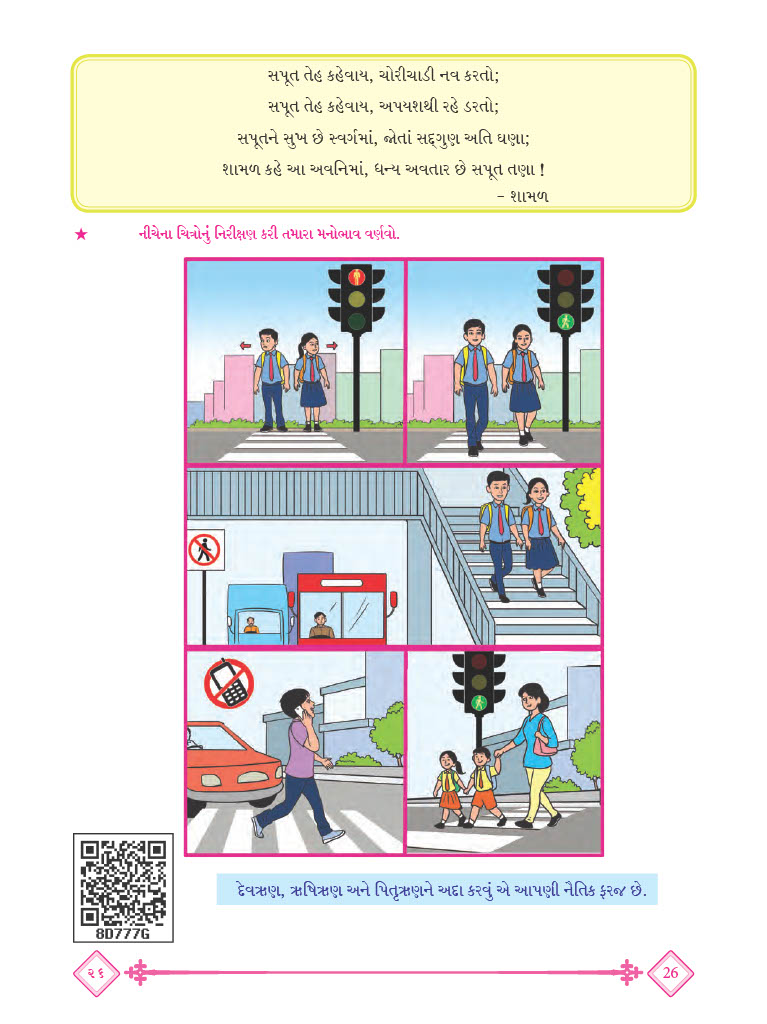 સપૂત તેહ કહેવાય, ચોરીચાડી નવ કરતો;
સપૂત તેહ કહેવાય, અપયશથી રહે ડરતો;
સપૂતને સુખ છે સ્વર્ગમાં, જોતાં સદ્ગુણ અતિ ઘણા;
શામળ કહે આ અવનિમાં, ધન્ય અવતાર છે સપૂત તણા !
- શામળ
★ નીચેના ચિત્રોનું નિરીક્ષણ કરી તમારા મનોભાવ વર્ણવો.
8D777G
દેવઋણ, ઋષિઋણ અને પિતૃઋણને અદા કરવું એ આપણી નૈતિક ફરજ છે.
૨૬
26